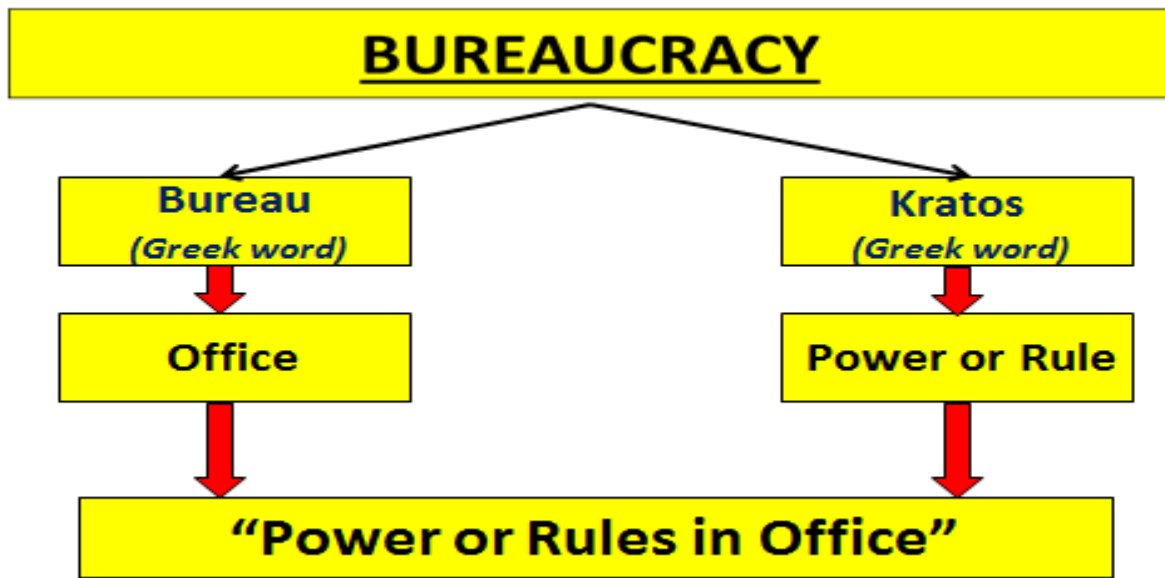 BUREAUCRACY
Bureau
(Greek word)
Kratos
(Greek word)
Office
Power or Rule
“Power or Rules in Office”